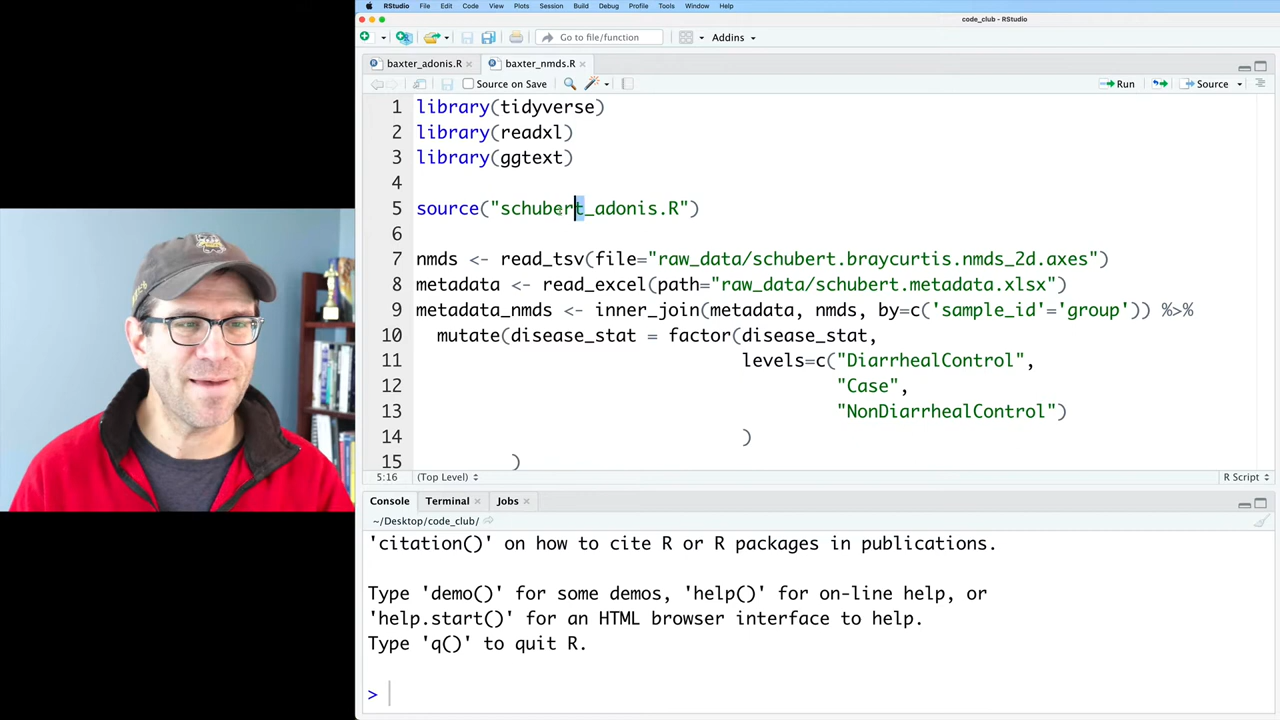 RStudio File Edit Code View Plots Session Build Debug Profile Tools Window Help
code_club - RStudio
Go to file/function Addins
baxter_adonis.R baxter_nmds.R
Source on Save Run Source
1 library(tidyverse)
2 library(readxl)
3 library(ggtext)
4
5 source("schubert_adonis.R")
6
7 nmds <- read_tsv(file="raw_data/schubert.braycurtis.nmds_2d.axes")
8 metadata <- read_excel(path="raw_data/schubert.metadata.xlsx")
9 metadata_nmds <- inner_join(metadata, nmds, by=c('sample_id'='group')) %>%
10 mutate(disease_stat = factor(disease_stat,
11 levels=c("DiarrhealControl",
12 "Case",
13 "NonDiarrhealControl")
14 )
15 )
5:16 (Top Level) R Script
Console Terminal Jobs
~/Desktop/code_club/
'citation()' on how to cite R or R packages in publications.
Type 'demo()' for some demos, 'help()' for on-line help, or
'help.start()' for an HTML browser interface to help.
Type 'q()' to quit R.
>